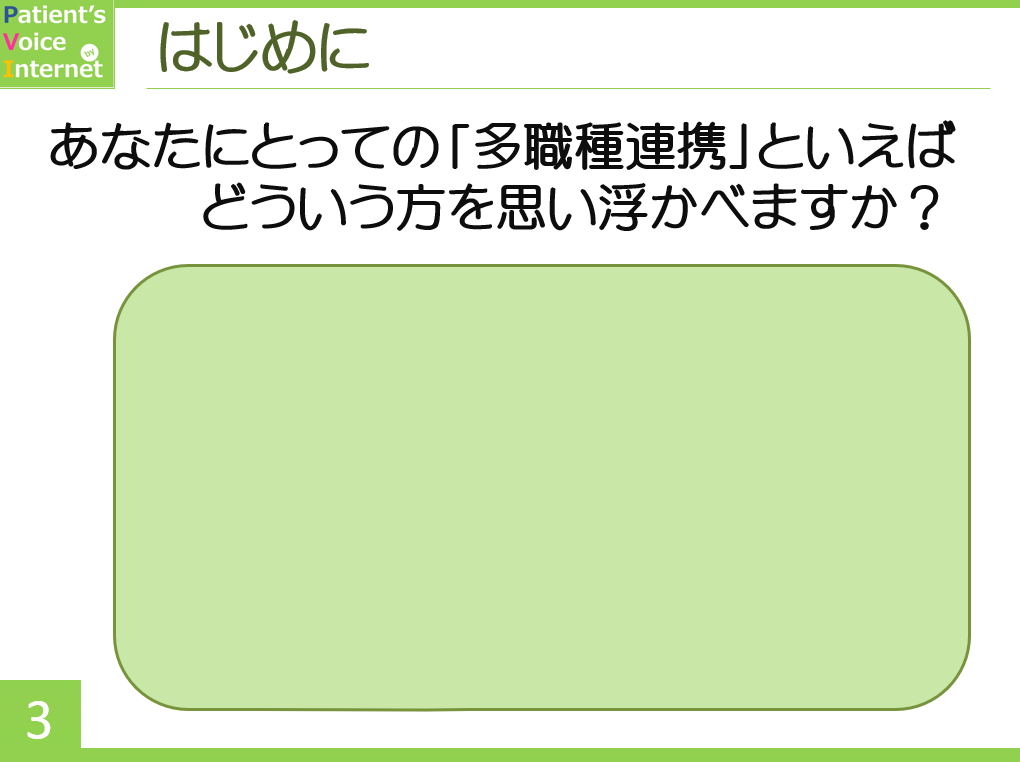 Patient's
Voice by
Internet
はじめに
あなたにとっての「多職種連携」といえば
どういう方を思い浮かべますか？
3